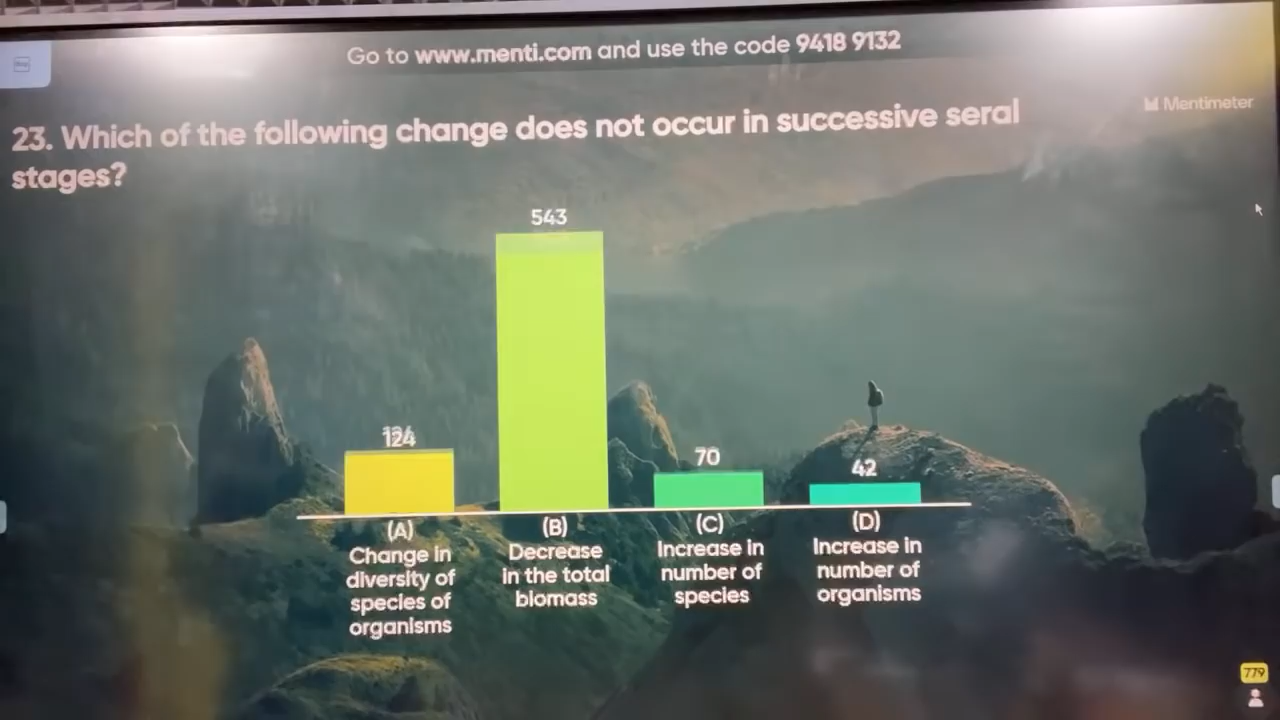 Go to www.menti.com and use the code 9418 9132
Mentimeter
23. Which of the following change does not occur in successive seral
stages?
543
124
70
42
(A)
Change in
diversity of
species of
organisms
(B)
Decrease
in the total
biomass
(C)
Increase in
number of
species
(D)
Increase in
number of
organisms
779